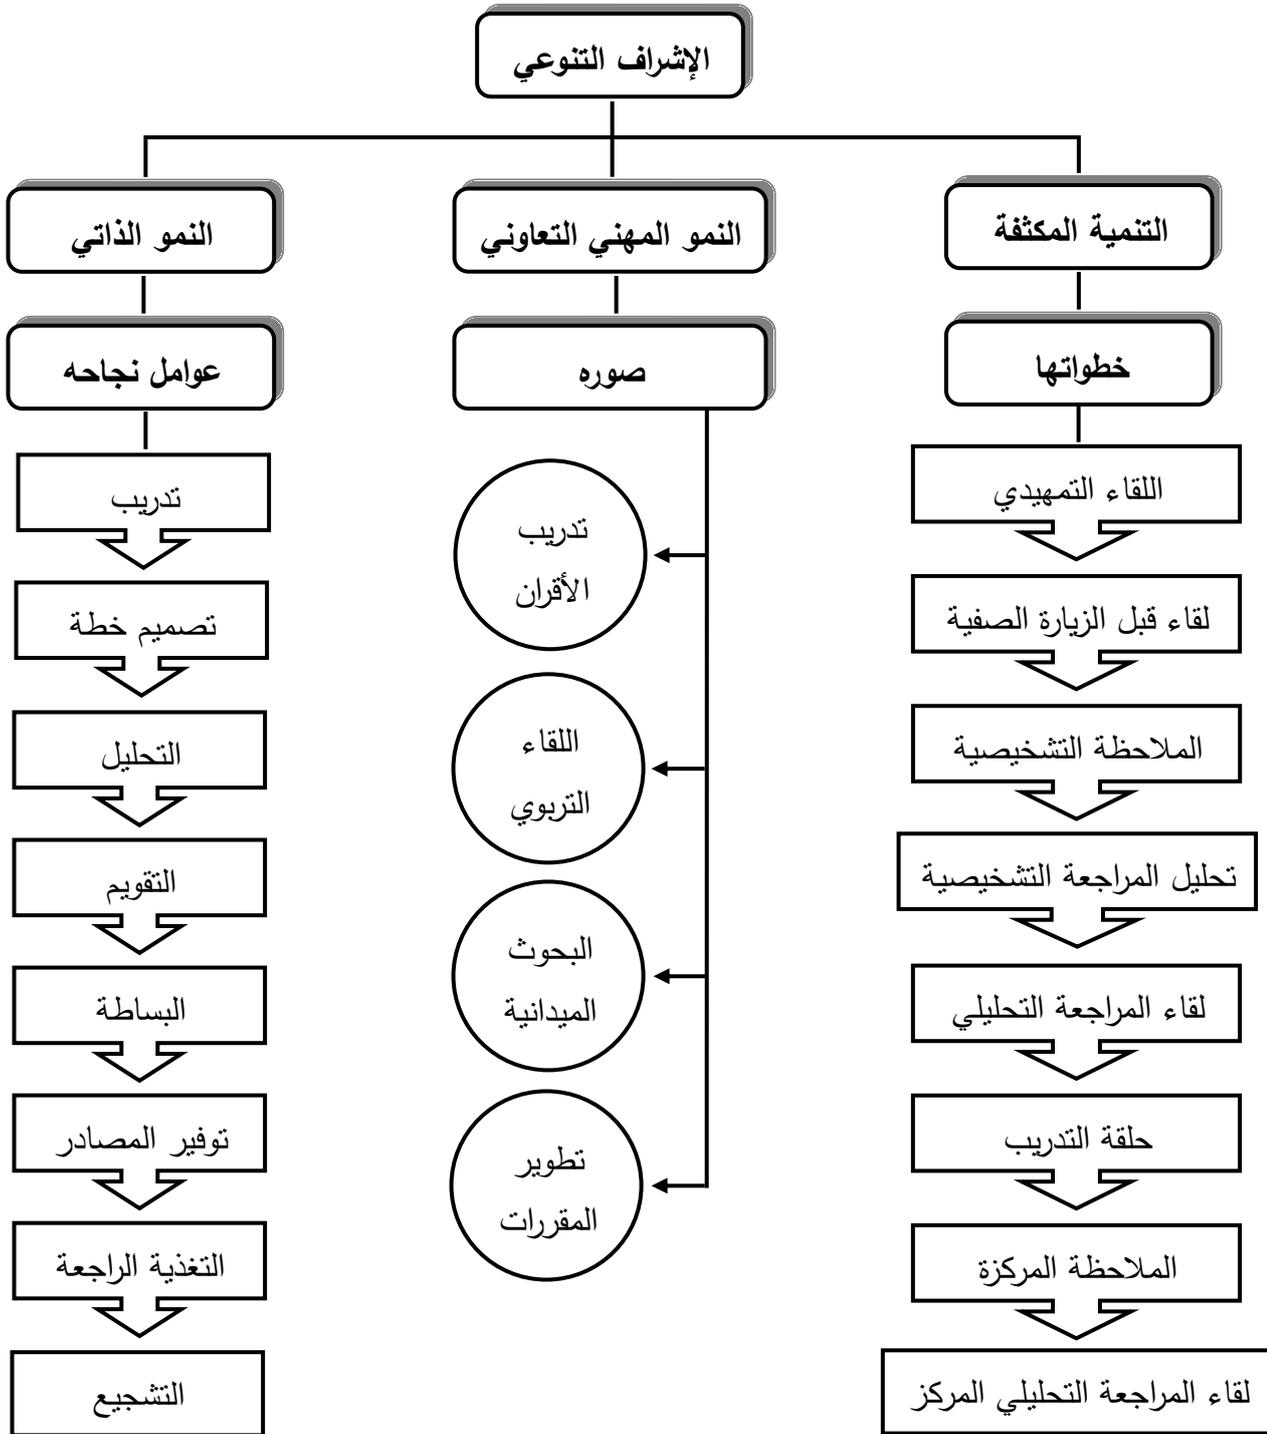 الإشراف التنوعي
التنمية المكثفة
النمو المهني التعاوني
النمو الذاتي
خطواتها
صوره
عوامل نجاحه
اللقاء التمهيدي
لقاء قبل الزيارة الصفية
الملاحظة التشخيصية
تحليل المراجعة التشخيصية
لقاء المراجعة التحليلي
حلقة التدريب
الملاحظة المركزة
لقاء المراجعة التحليلي المركز
تدريب
الأقران
اللقاء
التربوي
البحوث
الميدانية
تطوير
المقررات
تدريب
تصميم خطة
التحليل
التقويم
البساطة
توفير المصادر
التغذية الراجعة
التشجيع